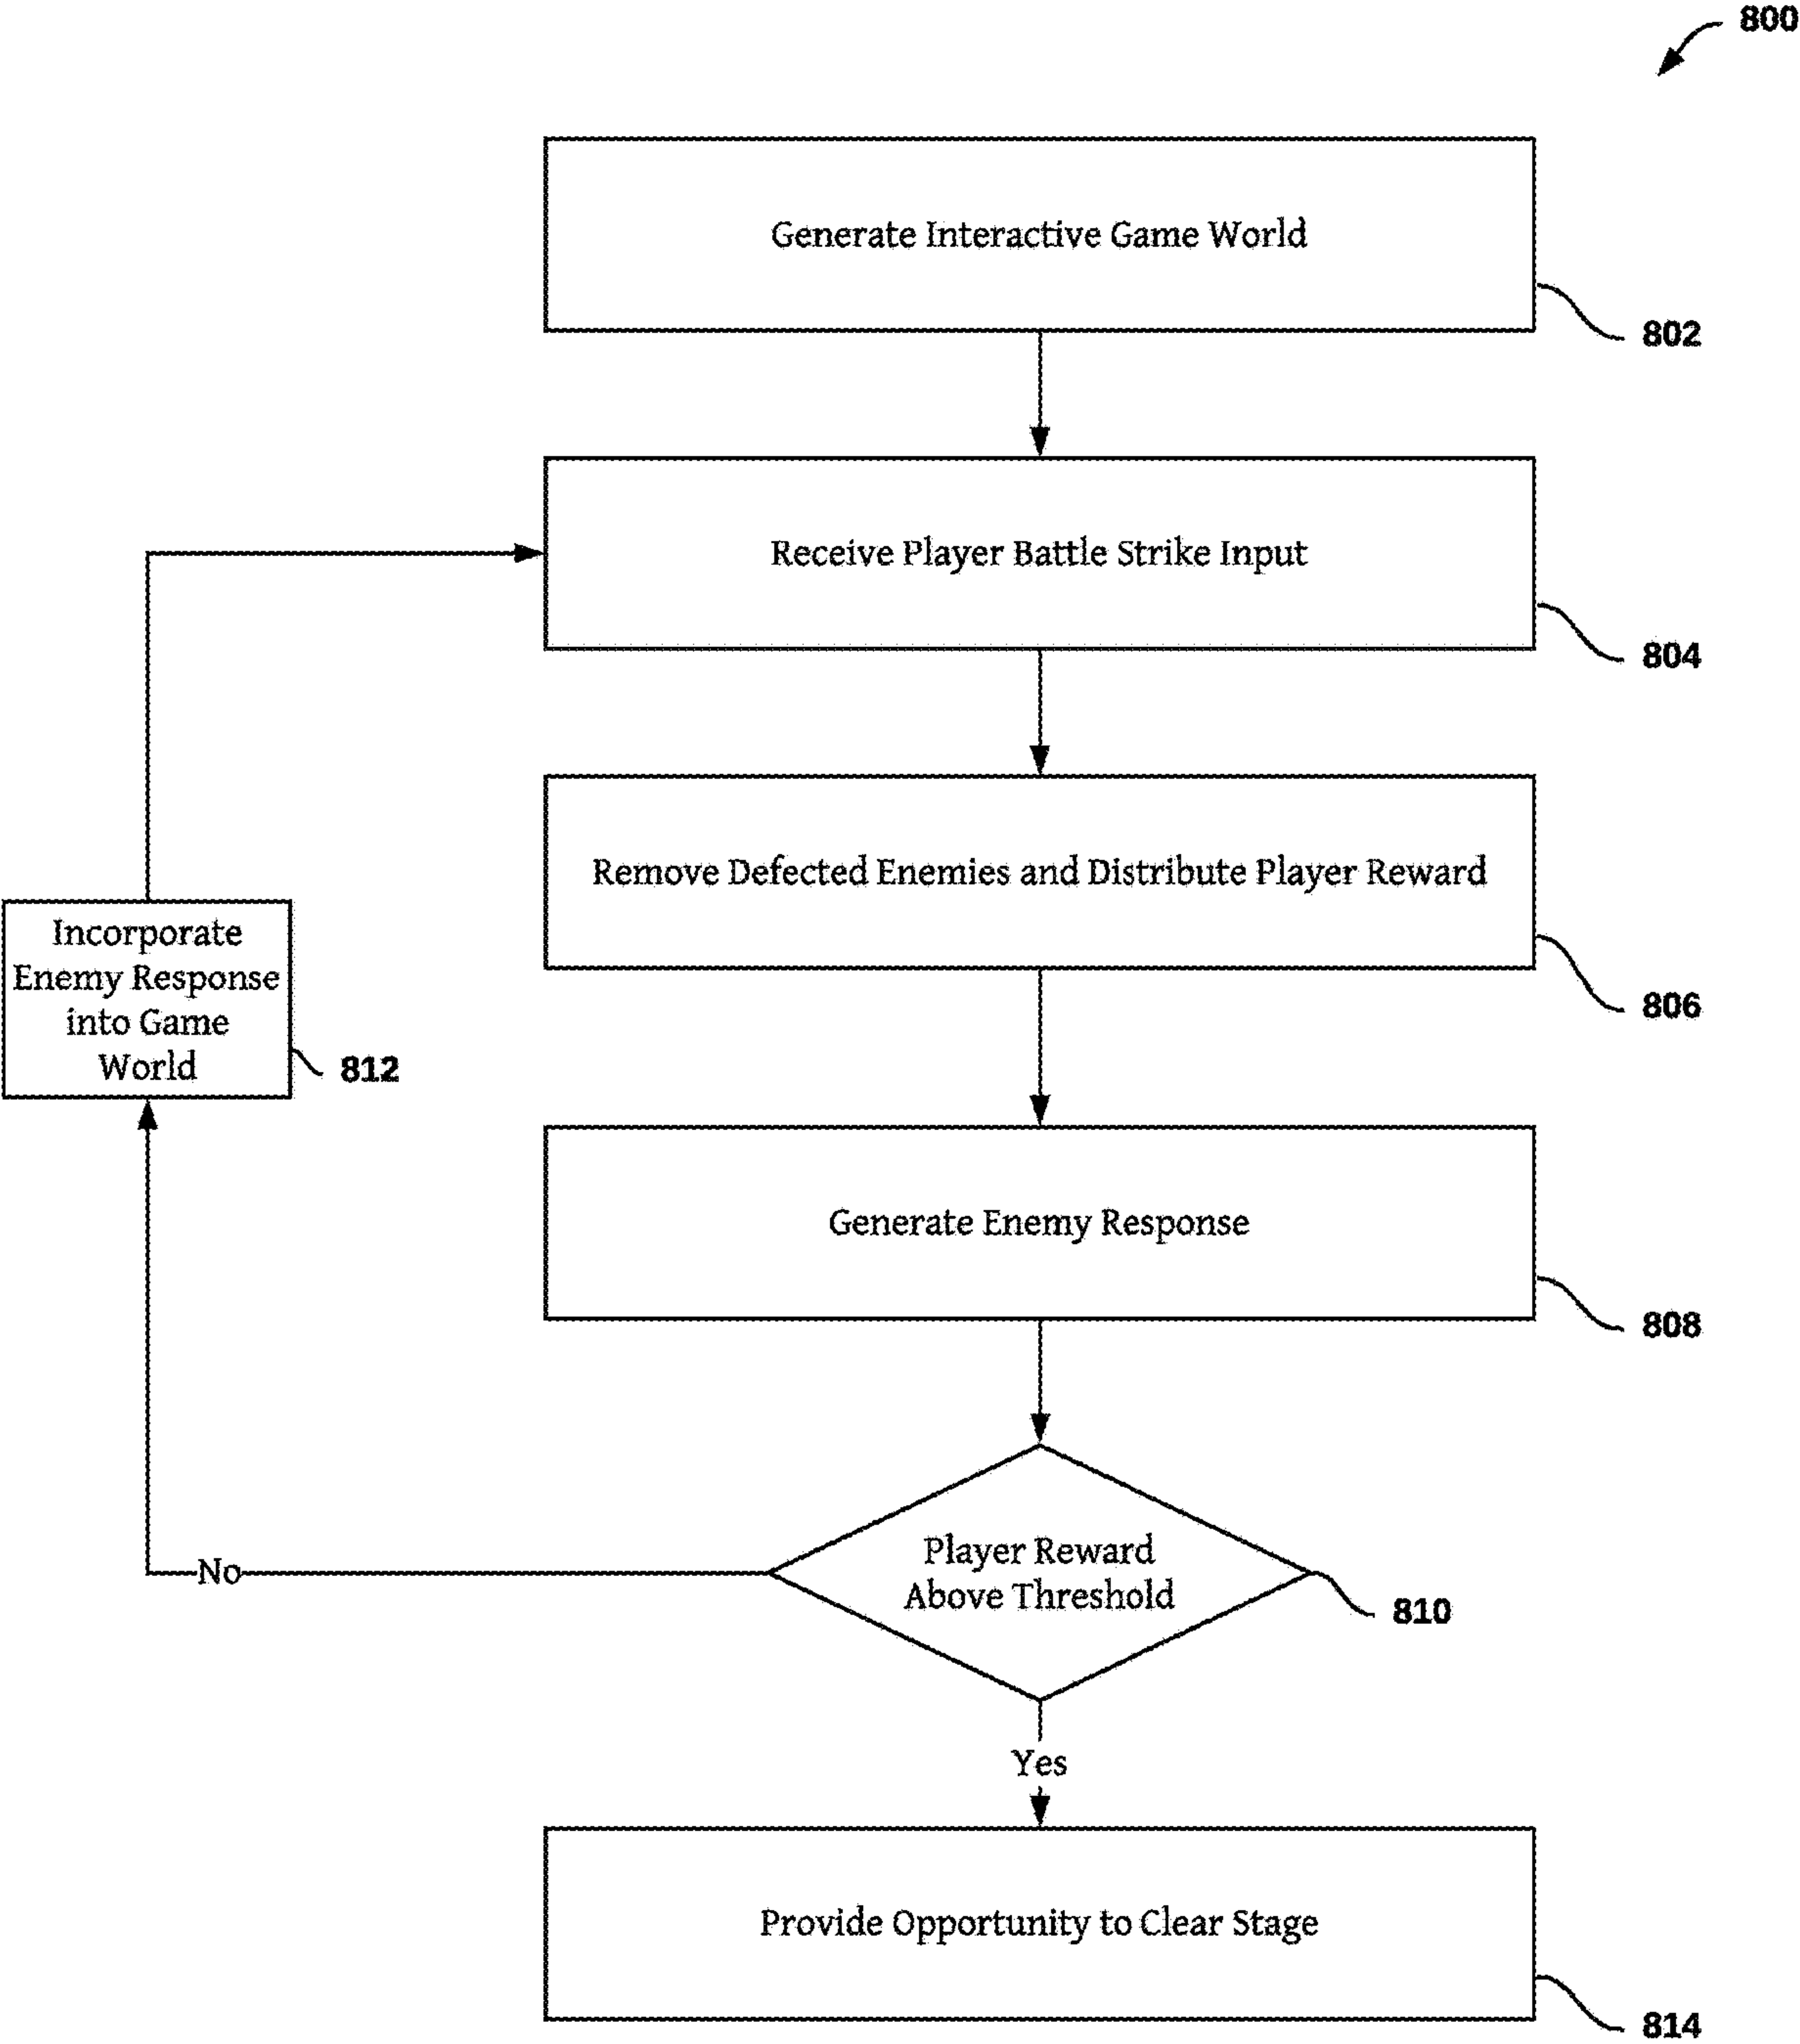 800
Generate Interactive Game World
802
Receive Player Battle Strike Input
804
Remove Defected Enemies and Distribute Player Reward
806
Incorporate
Enemy Response
into Game
World
812
Generate Enemy Response
808
Player Reward
Above Threshold
810
No
Yes
Provide Opportunity to Clear Stage
814